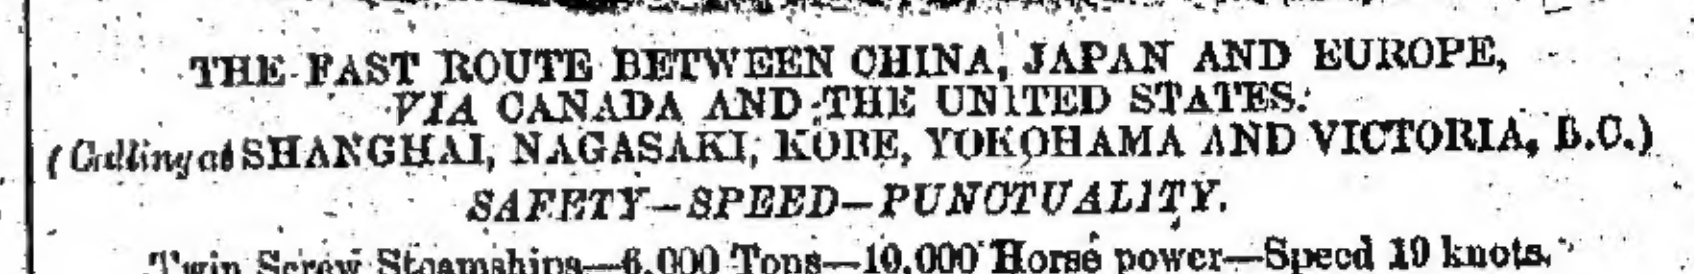 THE FAST ROUTE BETWEEN CHINA, JAPAN AND EUROPE,
VIA CANADA AND THE UNITED STATES.
(Calling at SHANGHAI, NAGASAKI, KOBE, YOKOHAMA AND VICTORIA, B.C.)
SAFETY—SPEED—PUNCTUALITY.
Twin Screw Steamships—6,000 Tons—10,000 Horse power—Speed 19 knots.